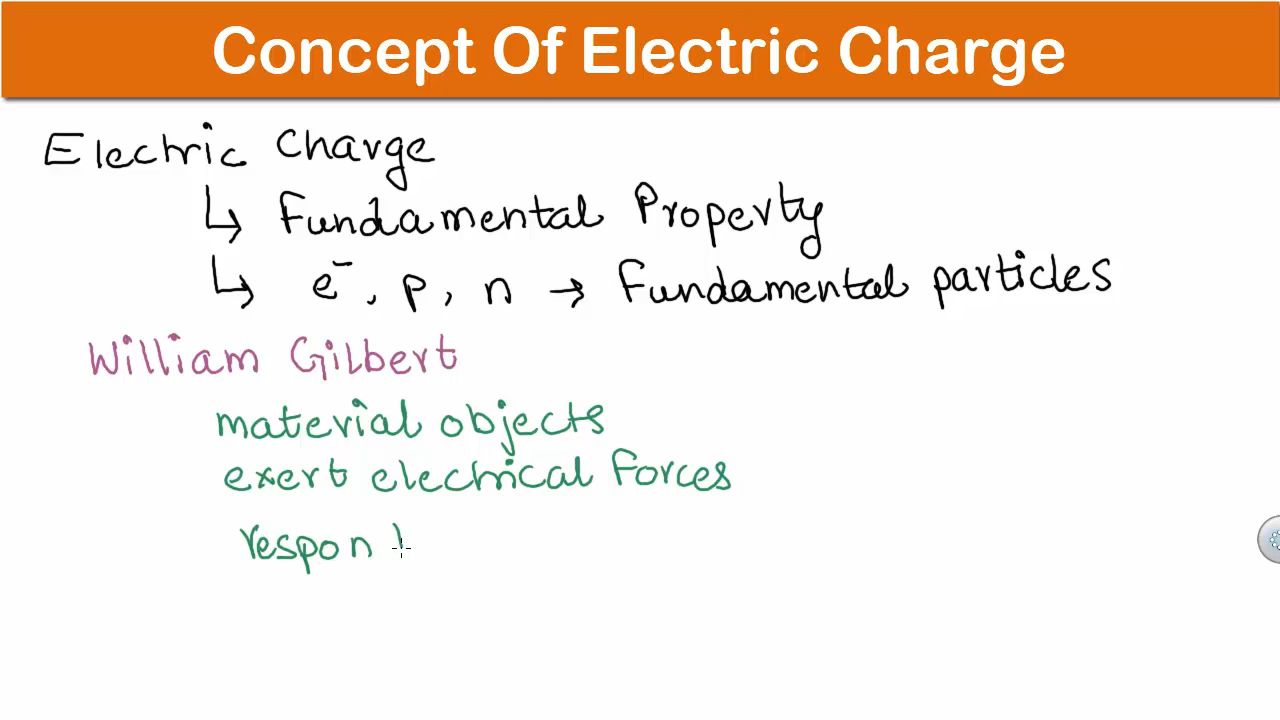 Concept Of Electric Charge
Electric Charge
↳ Fundamental Property
↳ e⁻, p, n → Fundamental particles
William Gilbert
material objects
exert electrical forces
respon